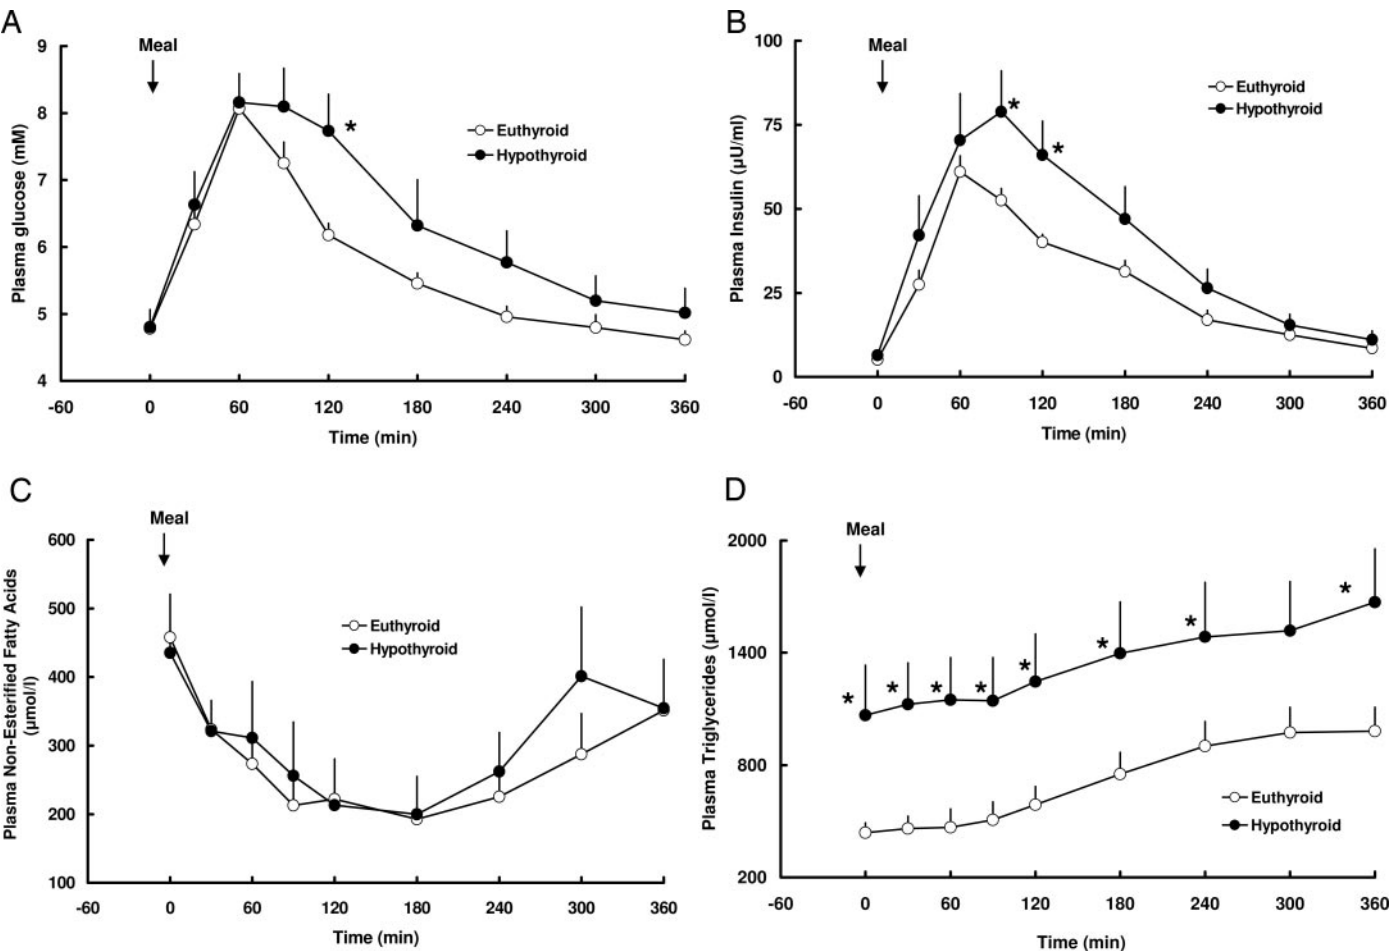 A
Meal
9
8
7
6
5
4
Plasma glucose (mM)
Euthyroid
Hypothyroid
*
-60 0 60 120 180 240 300 360
Time (min)
B
Meal
100
75
50
25
0
Plasma Insulin (µU/ml)
Euthyroid
Hypothyroid
*
*
-60 0 60 120 180 240 300 360
Time (min)
C
Meal
600
500
400
300
200
100
Plasma Non-Esterified Fatty Acids
(µmol/l)
Euthyroid
Hypothyroid
-60 0 60 120 180 240 300 360
Time (min)
D
Meal
2000
1400
800
200
Plasma Triglycerides (µmol/l)
* * * * * * * *
Euthyroid
Hypothyroid
-60 0 60 120 180 240 300 360
Time (min)